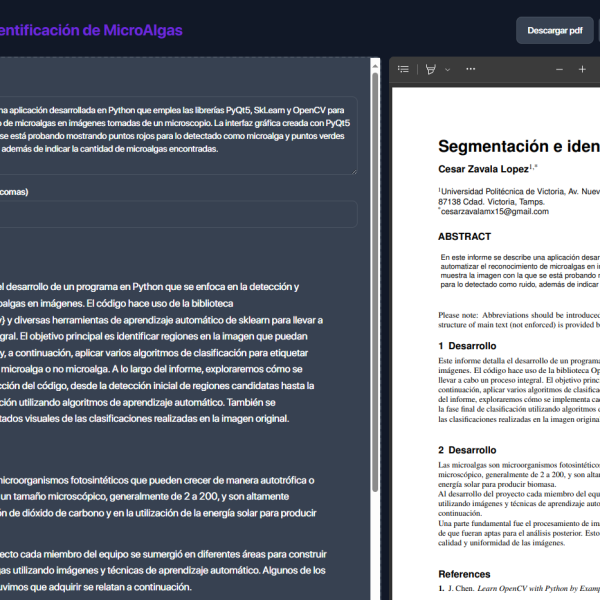 entificación de MicroAlgas
Descargar pdf
na aplicación desarrollada en Python que emplea las librerías PyQt5, SkLearn y OpenCV para
o de microalgas en imágenes tomadas de un microscopio. La interfaz gráfica creada con PyQt5
se está probando mostrando puntos rojos para lo detectado como microalga y puntos verdes
además de indicar la cantidad de microalgas encontradas.
comas)
el desarrollo de un programa en Python que se enfoca en la detección y
oalgas en imágenes. El código hace uso de la biblioteca
/} y diversas herramientas de aprendizaje automático de sklearn para llevar a
gral. El objetivo principal es identificar regiones en la imagen que puedan
y, a continuación, aplicar varios algoritmos de clasificación para etiquetar
microalga o no microalga. A lo largo del informe, exploraremos cómo se
cción del código, desde la detección inicial de regiones candidatas hasta la
ción utilizando algoritmos de aprendizaje automático. También se
tados visuales de las clasificaciones realizadas en la imagen original.
microorganismos fotosintéticos que pueden crecer de manera autotrófica o
un tamaño microscópico, generalmente de 2 a 200, y son altamente
ón de dióxido de carbono y en la utilización de la energía solar para producir
ecto cada miembro del equipo se sumergió en diferentes áreas para construir
gas utilizando imágenes y técnicas de aprendizaje automático. Algunos de los
uvimos que adquirir se relatan a continuación.
Segmentación e iden
Cesar Zavala Lopez1,*
1Universidad Politécnica de Victoria, Av. Nuev
87138 Cdad. Victoria, Tamps.
*cesarzavalamx15@gmail.com
ABSTRACT
En este informe se describe una aplicación desar
automatizar el reconocimiento de microalgas en i
muestra la imagen con la que se está probando
para lo detectado como ruido, además de indicar
Please note: Abbreviations should be introduced
structure of main text (not enforced) is provided b
1 Desarrollo
Este informe detalla el desarrollo de un programa
imágenes. El código hace uso de la biblioteca Op
llevar a cabo un proceso integral. El objetivo princ
continuación, aplicar varios algoritmos de clasifica
del informe, exploraremos cómo se implementa cad
la fase final de clasificación utilizando algoritmos d
las clasificaciones realizadas en la imagen original
2 Desarrollo
Las microalgas son microorganismos fotosintéticos
microscópico, generalmente de 2 a 200, y son altam
energía solar para producir biomasa.
Al desarrollo del proyecto cada miembro del equ
utilizando imágenes y técnicas de aprendizaje auto
continuación.
Una parte fundamental fue el procesamiento de im
de que fueran aptas para el análisis posterior. Esto
calidad y uniformidad de las imágenes.
References
1. J. Chen. Learn OpenCV with Python by Examp